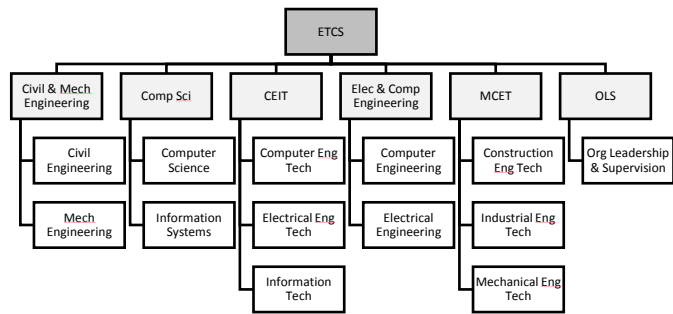 ETCS
Civil & Mech
Engineering
Comp Sci
CEIT
Elec & Comp
Engineering
MCET
OLS
Civil
Engineering
Computer
Science
Computer Eng
Tech
Computer
Engineering
Construction
Eng Tech
Org Leadership
& Supervision
Mech
Engineering
Information
Systems
Electrical Eng
Tech
Electrical
Engineering
Industrial Eng
Tech
Information
Tech
Mechanical Eng
Tech